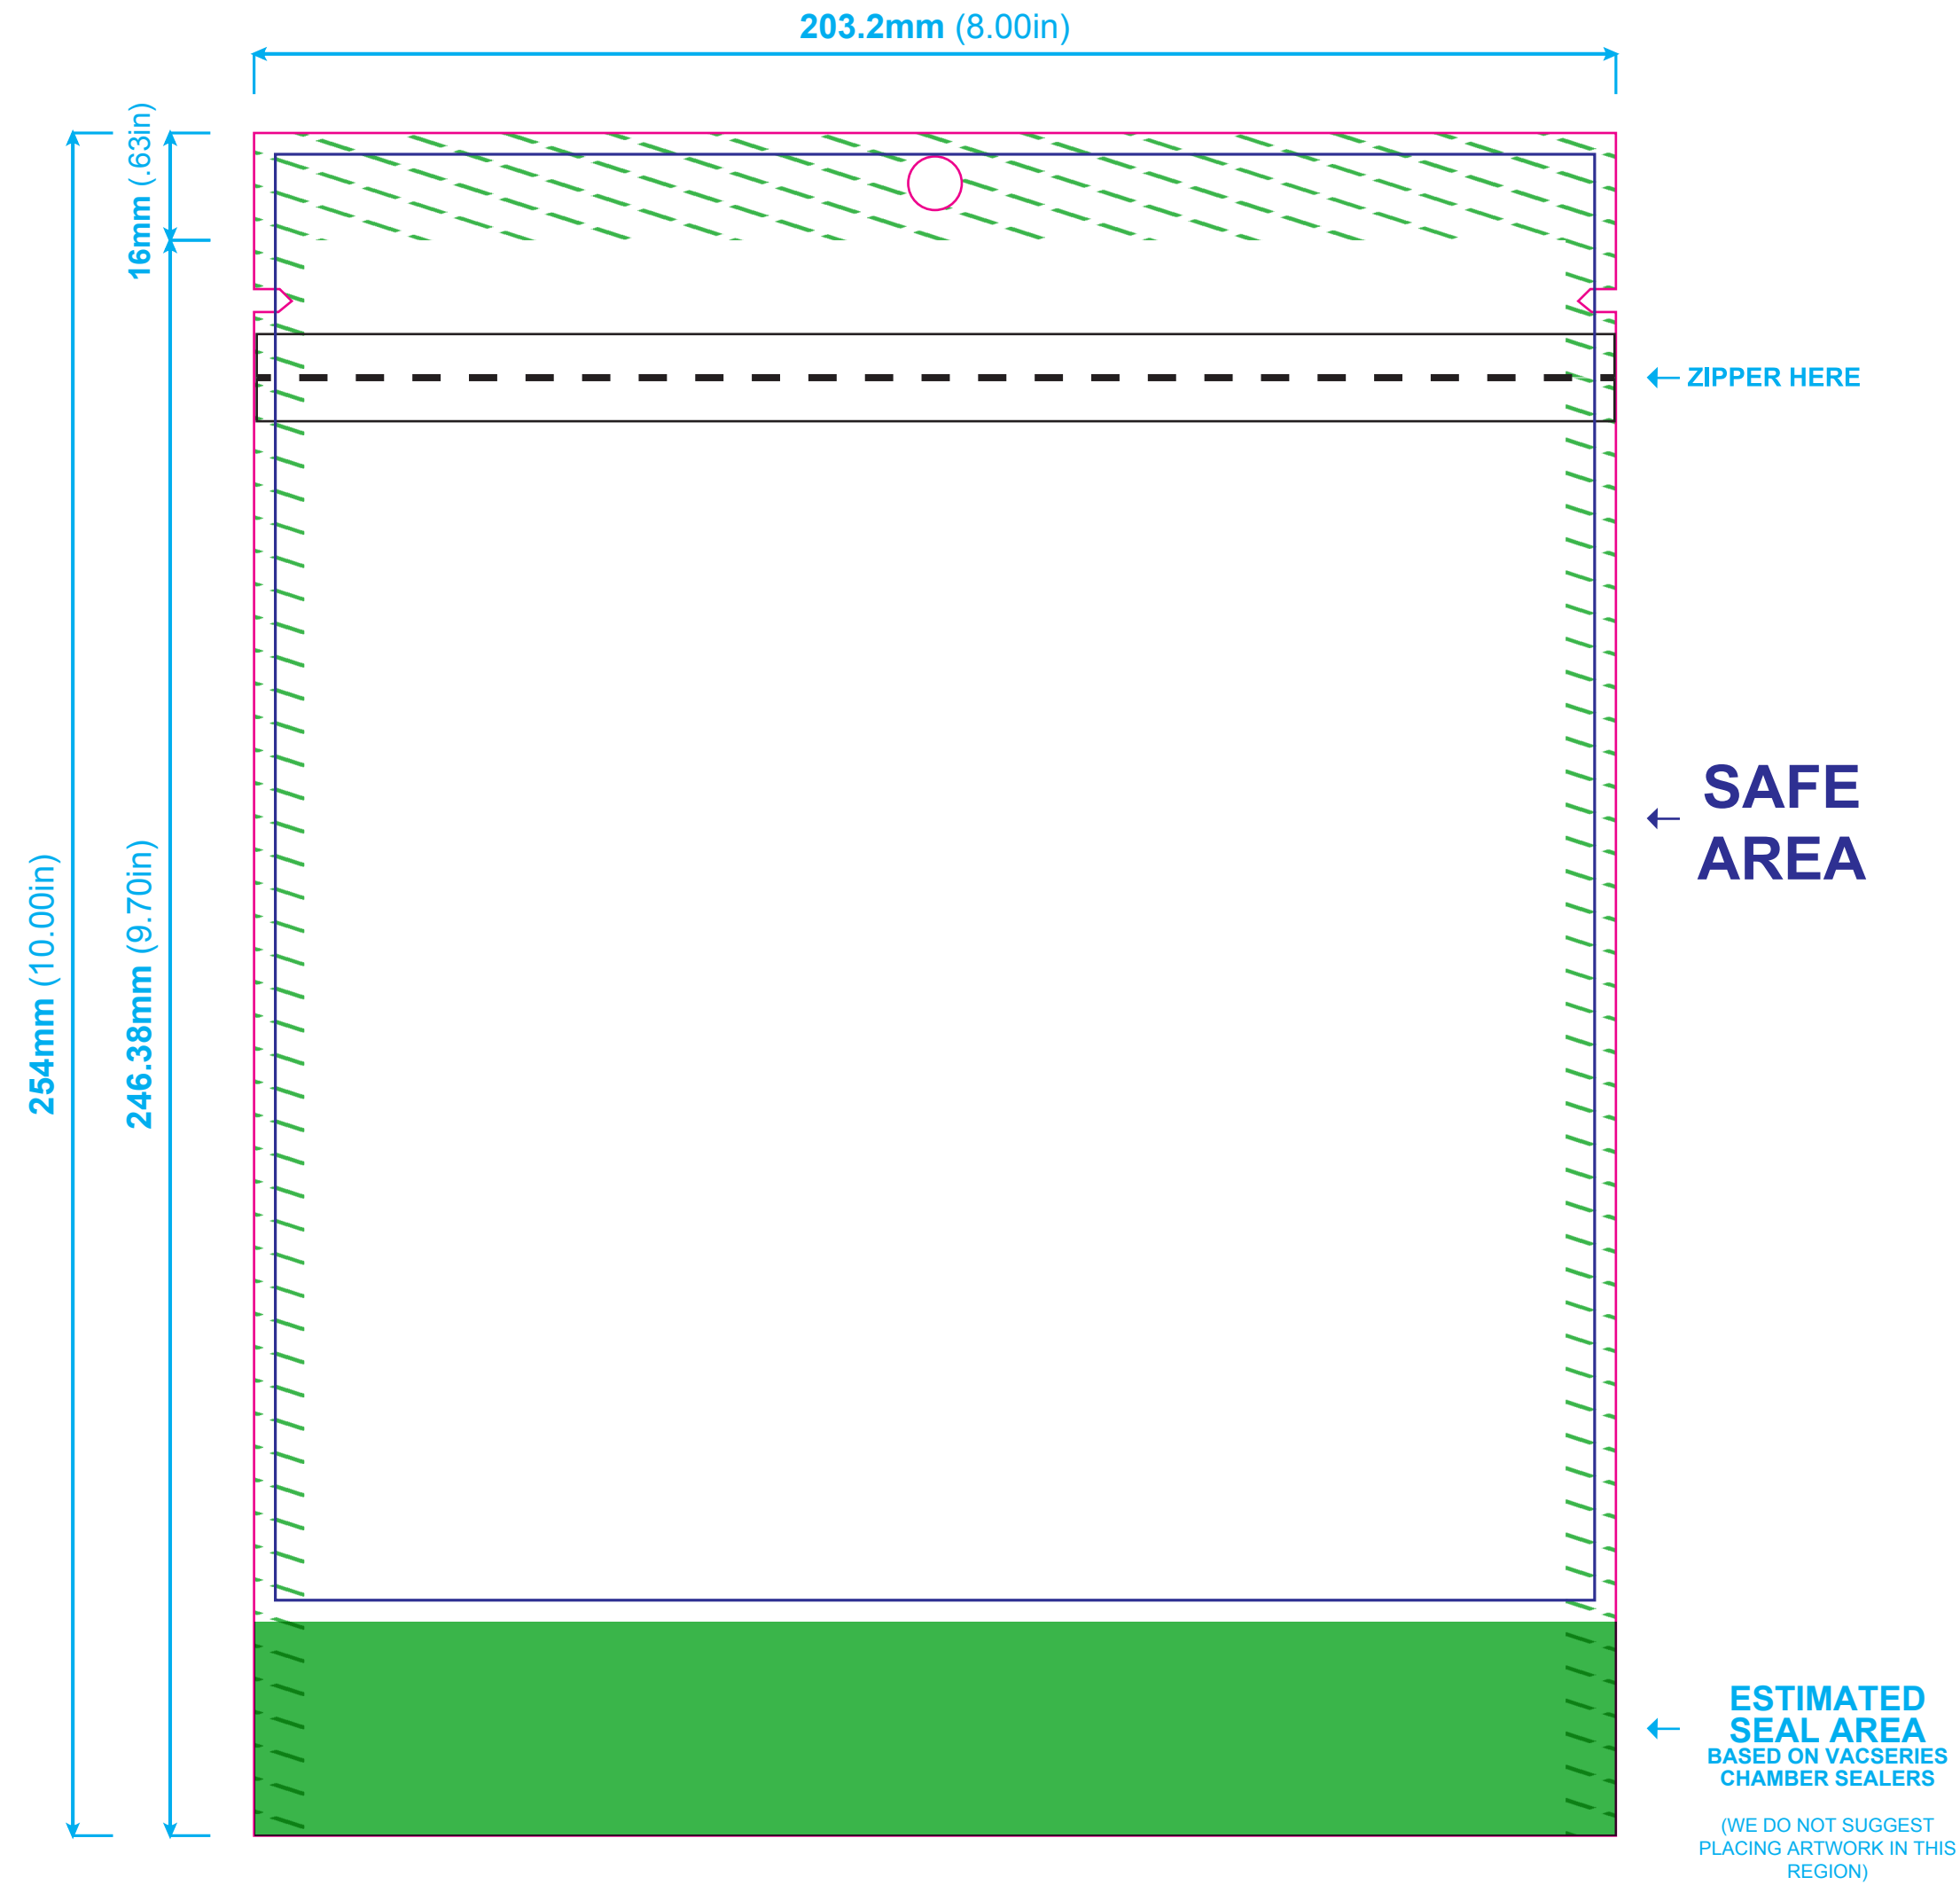 203.2mm (8.00in)
16mm (.63in)
254mm (10.00in)
246.38mm (9.70in)
ZIPPER HERE
SAFE
AREA
ESTIMATED
SEAL AREA
BASED ON VACSERIES
CHAMBER SEALERS
(WE DO NOT SUGGEST
PLACING ARTWORK IN THIS
REGION)